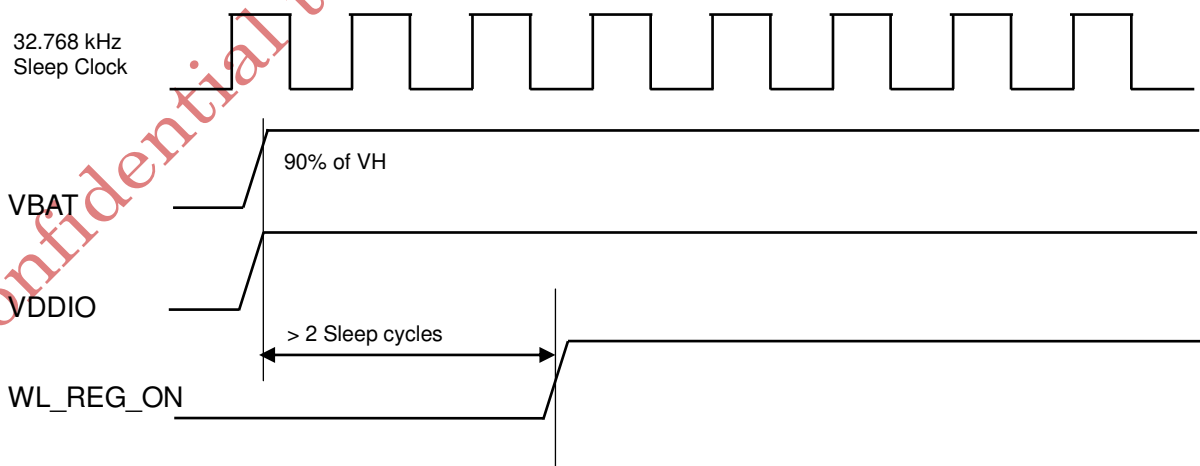 32.768 kHz
Sleep Clock
90% of VH
VBAT
VDDIO
> 2 Sleep cycles
WL_REG_ON